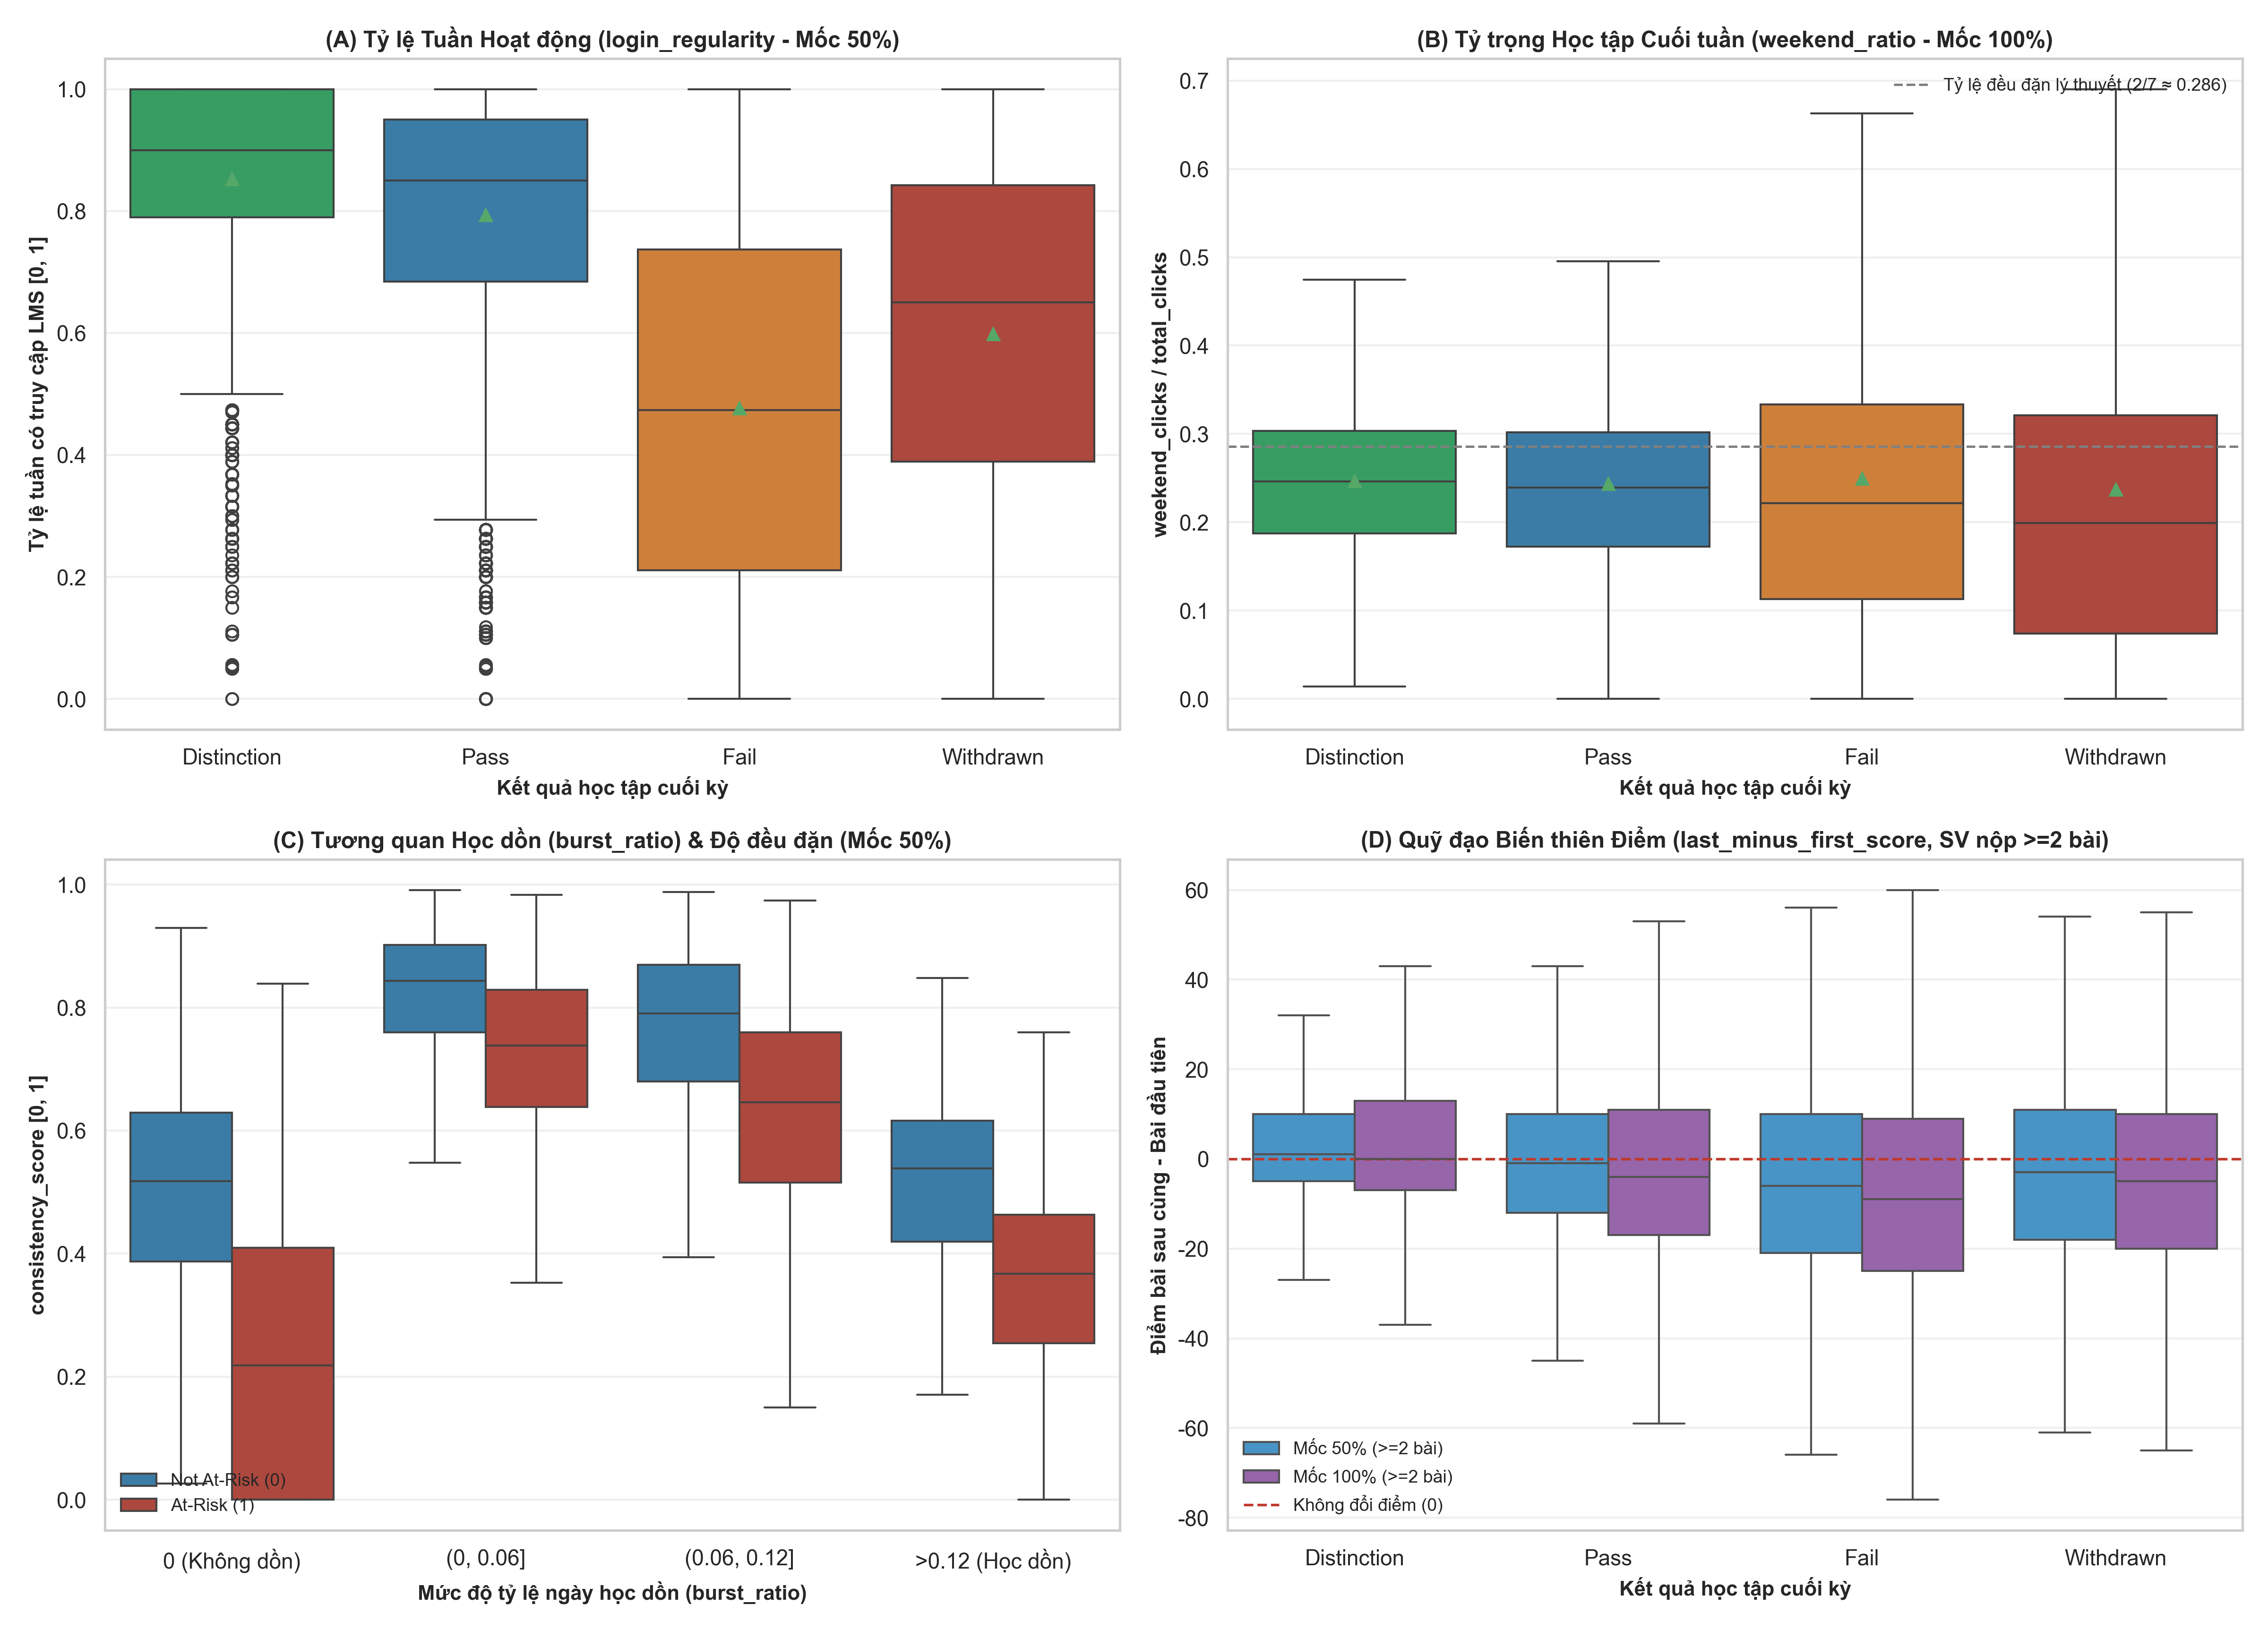 (A) Tỷ lệ Tuần Hoạt động (login_regularity - Mốc 50%)
Tỷ lệ tuần có truy cập LMS [0, 1]
1.0
0.8
0.6
0.4
0.2
0.0
Distinction
Pass
Fail
Withdrawn
Kết quả học tập cuối kỳ
(B) Tỷ trọng Học tập Cuối tuần (weekend_ratio - Mốc 100%)
Tỷ lệ đều đặn lý thuyết (2/7 ≈ 0.286)
weekend_clicks / total_clicks
0.7
0.6
0.5
0.4
0.3
0.2
0.1
0.0
Distinction
Pass
Fail
Withdrawn
Kết quả học tập cuối kỳ
(C) Tương quan Học dồn (burst_ratio) & Độ đều đặn (Mốc 50%)
consistency_score [0, 1]
1.0
0.8
0.6
0.4
0.2
0.0
Not At-Risk (0)
At-Risk (1)
0 (Không dồn)
(0, 0.06]
(0.06, 0.12]
>0.12 (Học dồn)
Mức độ tỷ lệ ngày học dồn (burst_ratio)
(D) Quỹ đạo Biến thiên Điểm (last_minus_first_score, SV nộp >=2 bài)
Điểm bài sau cùng - Bài đầu tiên
60
40
20
0
-20
-40
-60
-80
Mốc 50% (>=2 bài)
Mốc 100% (>=2 bài)
Không đổi điểm (0)
Distinction
Pass
Fail
Withdrawn
Kết quả học tập cuối kỳ